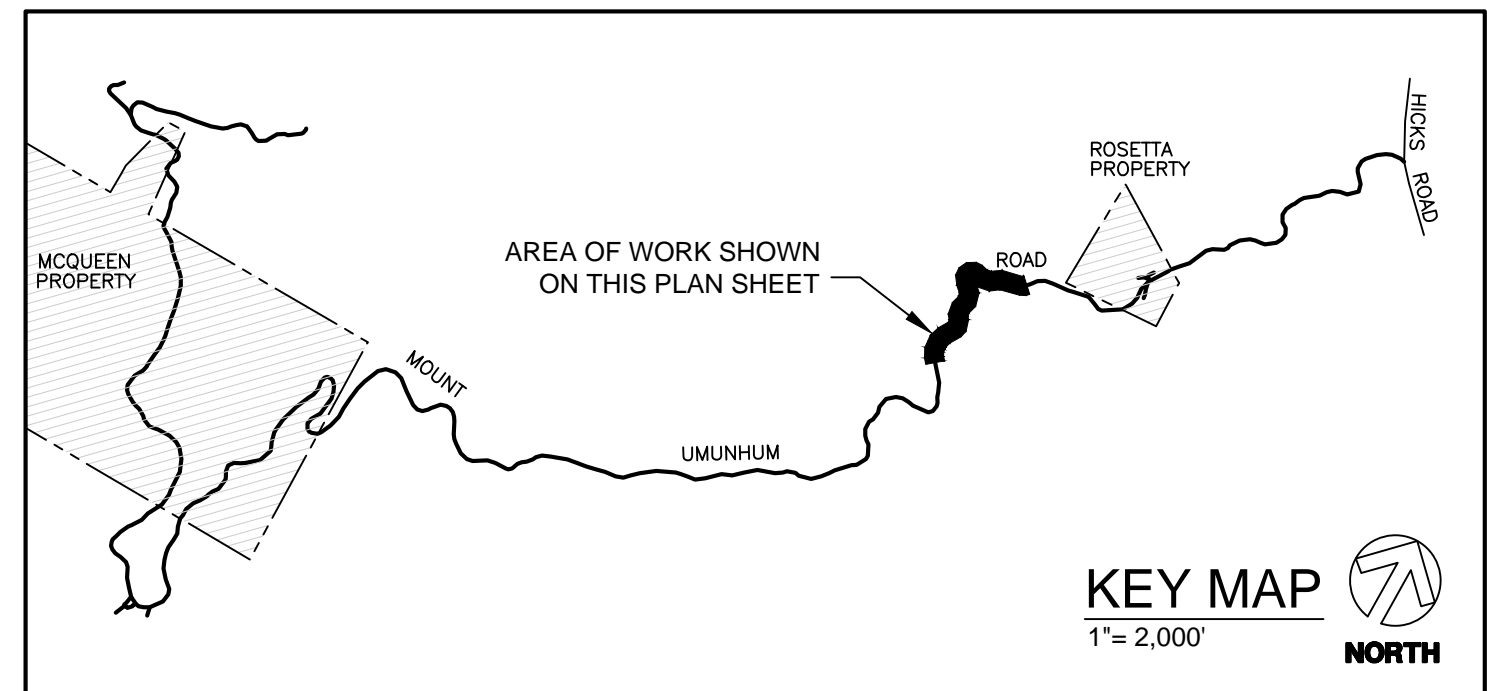 HICKS
ROAD
ROSETTA
PROPERTY
AREA OF WORK SHOWN
ON THIS PLAN SHEET
ROAD
MCQUEEN
PROPERTY
MOUNT
UMUNHUM
KEY MAP
1"= 2,000'
NORTH